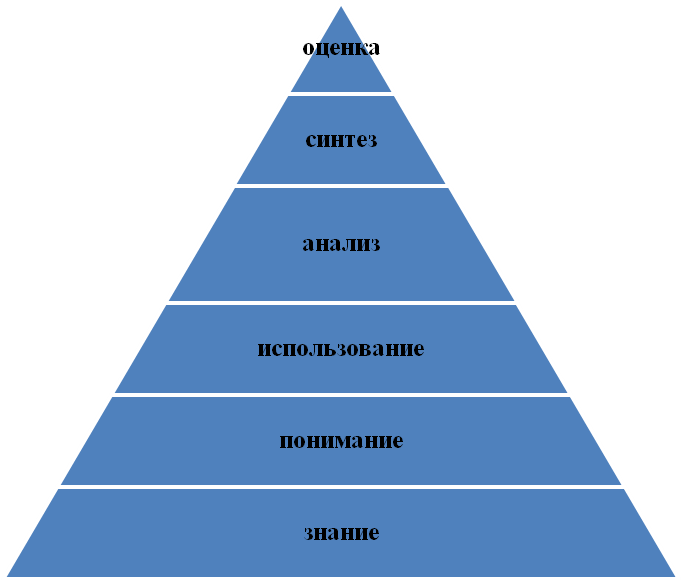 оценка
синтез
анализ
использование
понимание
знание